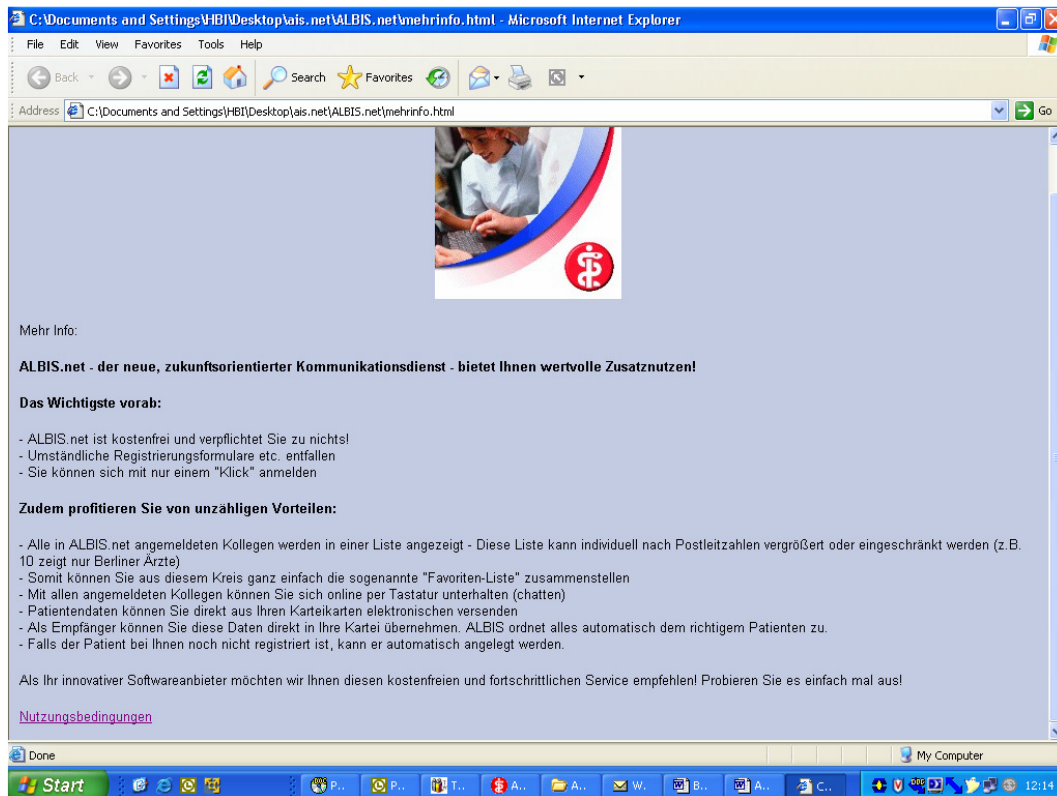 C:\Documents and Settings\HBI\Desktop\ais.net\ALBIS.net\mehrinfo.html - Microsoft Internet Explorer
File Edit View Favorites Tools Help
Back Search Favorites
Address C:\Documents and Settings\HBI\Desktop\ais.net\ALBIS.net\mehrinfo.html Go
Mehr Info:
ALBIS.net - der neue, zukunftsorientierter Kommunikationsdienst - bietet Ihnen wertvolle Zusatznutzen!
Das Wichtigste vorab:
- ALBIS.net ist kostenfrei und verpflichtet Sie zu nichts!
- Umständliche Registrierungsformulare etc. entfallen
- Sie können sich mit nur einem "Klick" anmelden
Zudem profitieren Sie von unzähligen Vorteilen:
- Alle in ALBIS.net angemeldeten Kollegen werden in einer Liste angezeigt - Diese Liste kann individuell nach Postleitzahlen vergrößert oder eingeschränkt werden (z.B.
10 zeigt nur Berliner Ärzte)
- Somit können Sie aus diesem Kreis ganz einfach die sogenannte "Favoriten-Liste" zusammenstellen
- Mit allen angemeldeten Kollegen können Sie sich online per Tastatur unterhalten (chatten)
- Patientendaten können Sie direkt aus Ihren Karteikarten elektronischen versenden
- Als Empfänger können Sie diese Daten direkt in Ihre Kartei übernehmen. ALBIS ordnet alles automatisch dem richtigem Patienten zu.
- Falls der Patient bei Ihnen noch nicht registriert ist, kann er automatisch angelegt werden.
Als Ihr innovativer Softwareanbieter möchten wir Ihnen diesen kostenfreien und fortschrittlichen Service empfehlen! Probieren Sie es einfach mal aus!
Nutzungsbedingungen
Done My Computer
Start P.. P.. T.. A.. A.. W. B.. A.. C.. 12:14